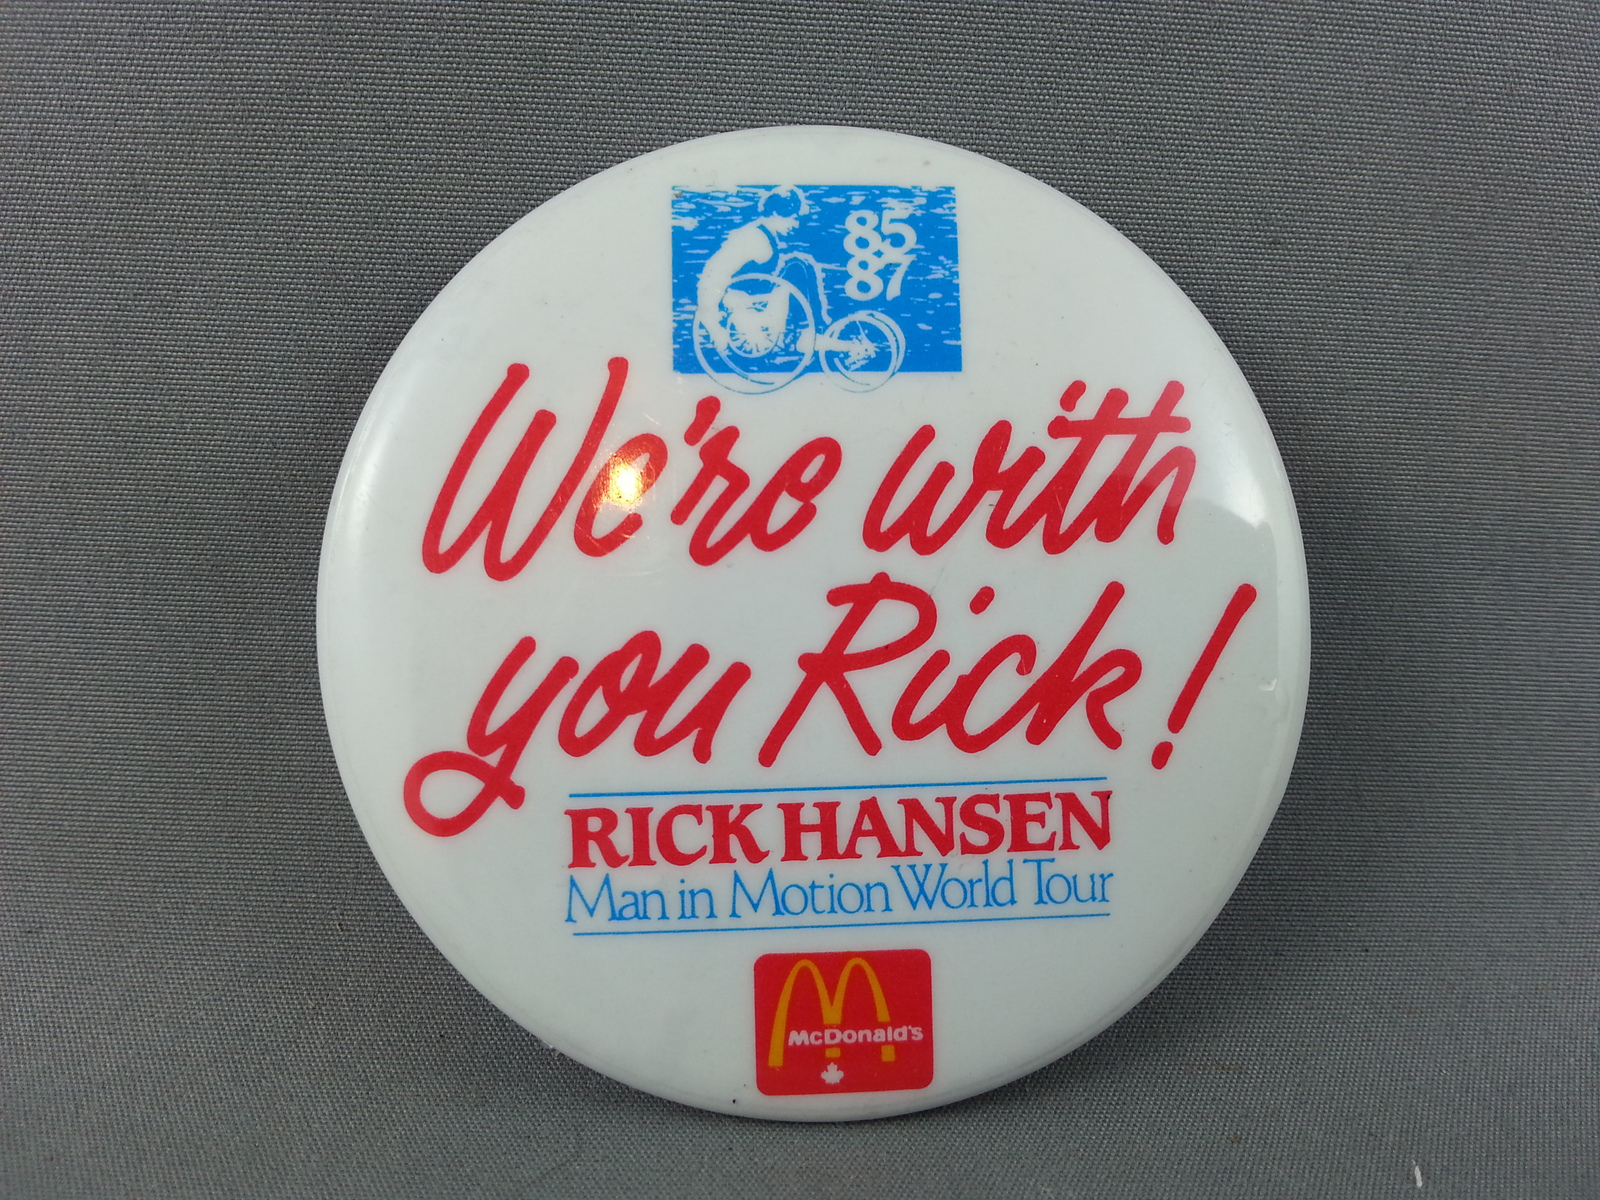 85
87
We're with
you Rick!
RICK HANSEN
Man in Motion World Tour
McDonald's